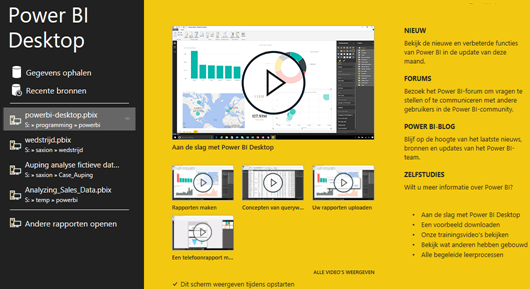 Power BI
Desktop
Gegevens ophalen
Recente bronnen
powerbi-desktop.pbix
S: » programming » powerbi
wedstrijd.pbix
S: » saxion » wedstrijd
Auping analyse fictieve dat...
S: » saxion » Case_Auping
Analyzing_Sales_Data.pbix
S: » temp » powerbi
Andere rapporten openen
Aan de slag met Power BI Desktop
Rapporten maken
Concepten van queryw...
Uw rapporten uploaden
Een telefoonrapport m...
ALLE VIDEO'S WEERGEVEN
✔ Dit scherm weergeven tijdens opstarten
NIEUW
Bekijk de nieuwe en verbeterde functies
van Power BI in de update van deze
maand.
FORUMS
Bezoek het Power BI-forum om vragen te
stellen of te communiceren met andere
gebruikers in de Power BI-community.
POWER BI-BLOG
Blijf op de hoogte van het laatste nieuws,
bronnen en updates van het Power BI-
team.
ZELFSTUDIES
Wilt u meer informatie over Power BI?
• Aan de slag met Power BI Desktop
• Een voorbeeld downloaden
• Onze trainingsvideo's bekijken
• Bekijk wat anderen hebben gebouwd
• Alle begeleide leerprocessen